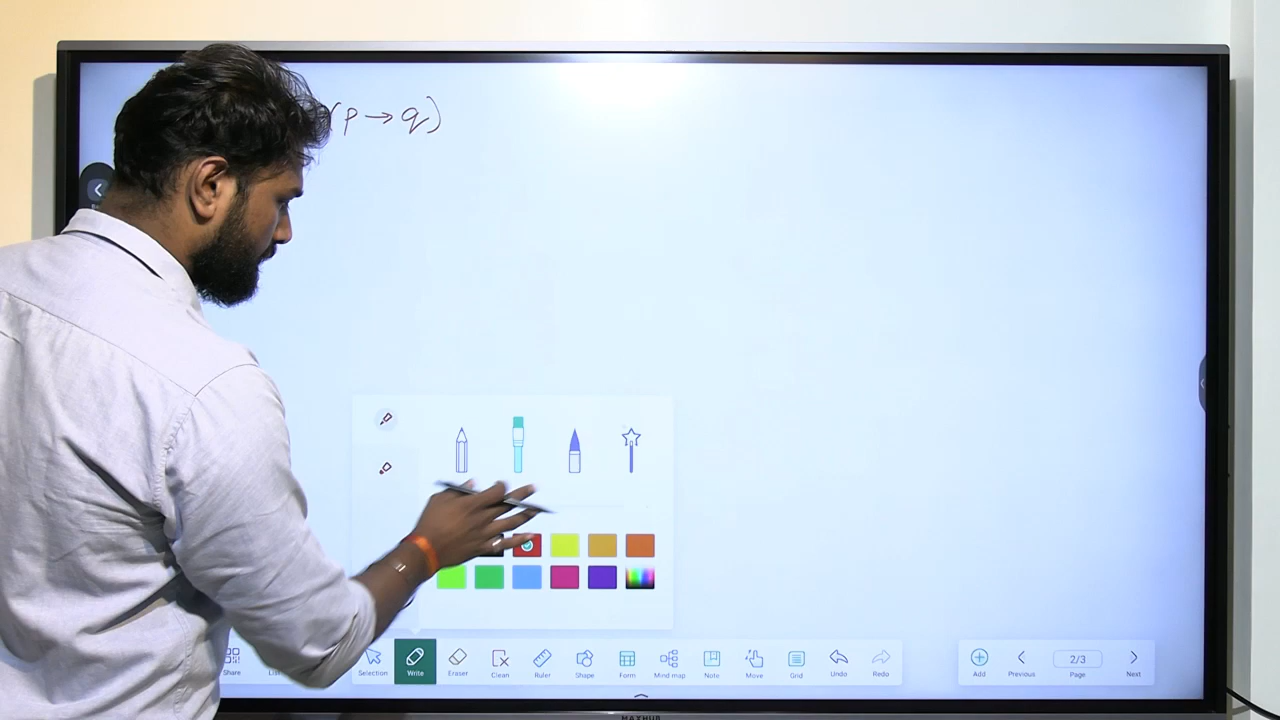 (p → q)
Share
Selection
Write
Eraser
Clean
Ruler
Shape
Form
Mind map
Note
Move
Grid
Undo
Redo
Add
Previous
2/3
Page
Next
MAXHUB